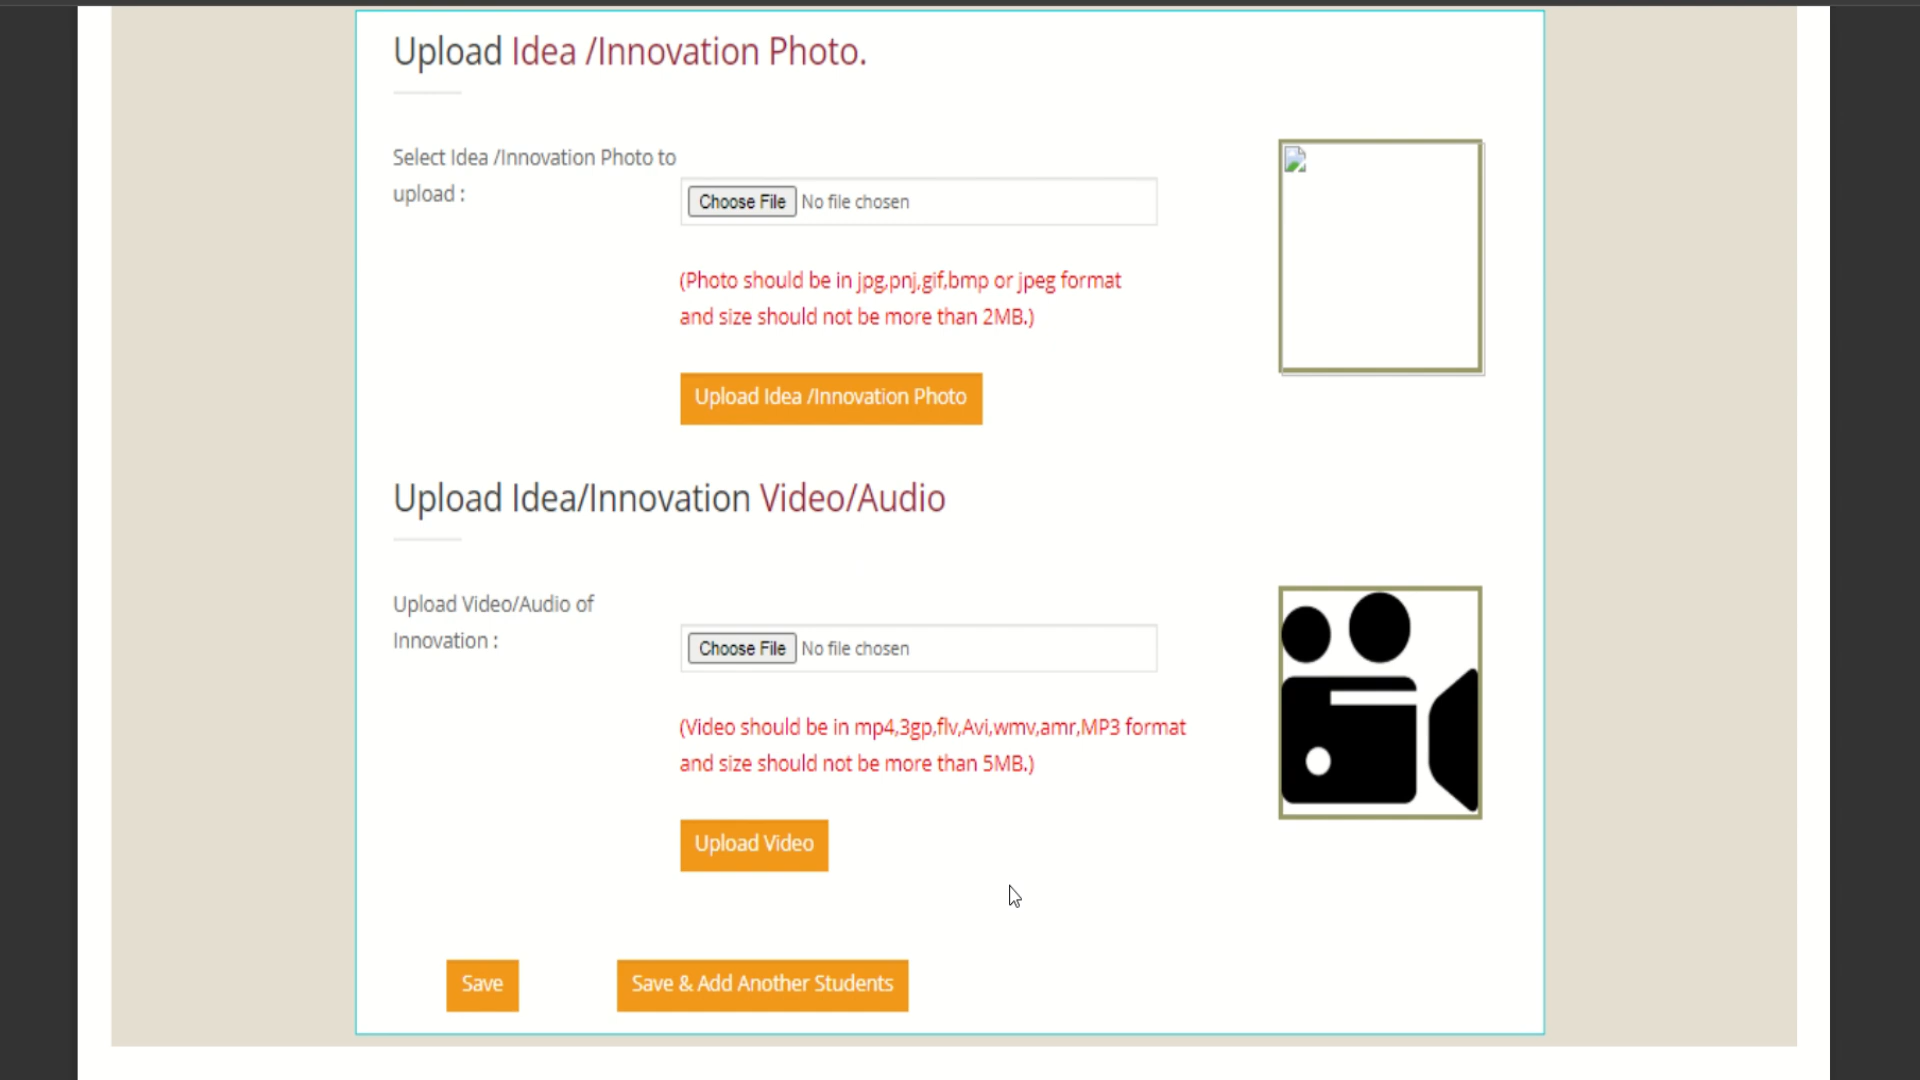 Upload Idea /Innovation Photo.
Select Idea /Innovation Photo to
upload :
Choose File No file chosen
(Photo should be in jpg,pnj,gif,bmp or jpeg format
and size should not be more than 2MB.)
Upload Idea /Innovation Photo
Upload Idea/Innovation Video/Audio
Upload Video/Audio of
Innovation :
Choose File No file chosen
(Video should be in mp4,3gp,flv,Avi,wmv,amr,MP3 format
and size should not be more than 5MB.)
Upload Video
Save
Save & Add Another Students